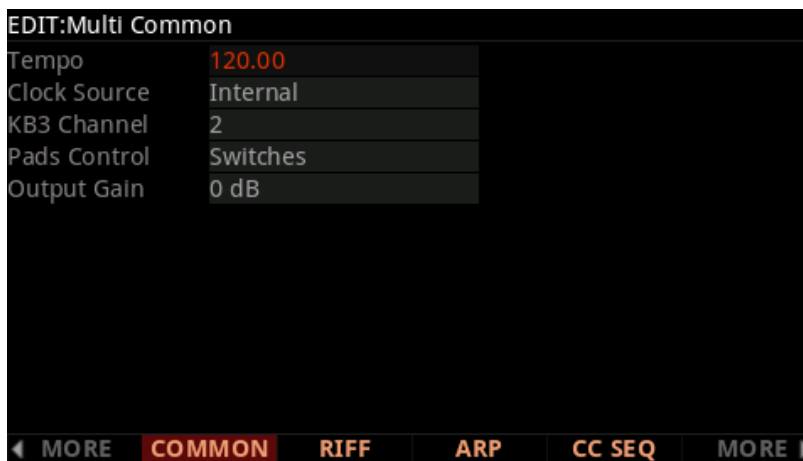 EDIT:Multi Common
Tempo 120.00
Clock Source Internal
KB3 Channel 2
Pads Control Switches
Output Gain 0 dB
MORE COMMON RIFF ARP CC SEQ MORE